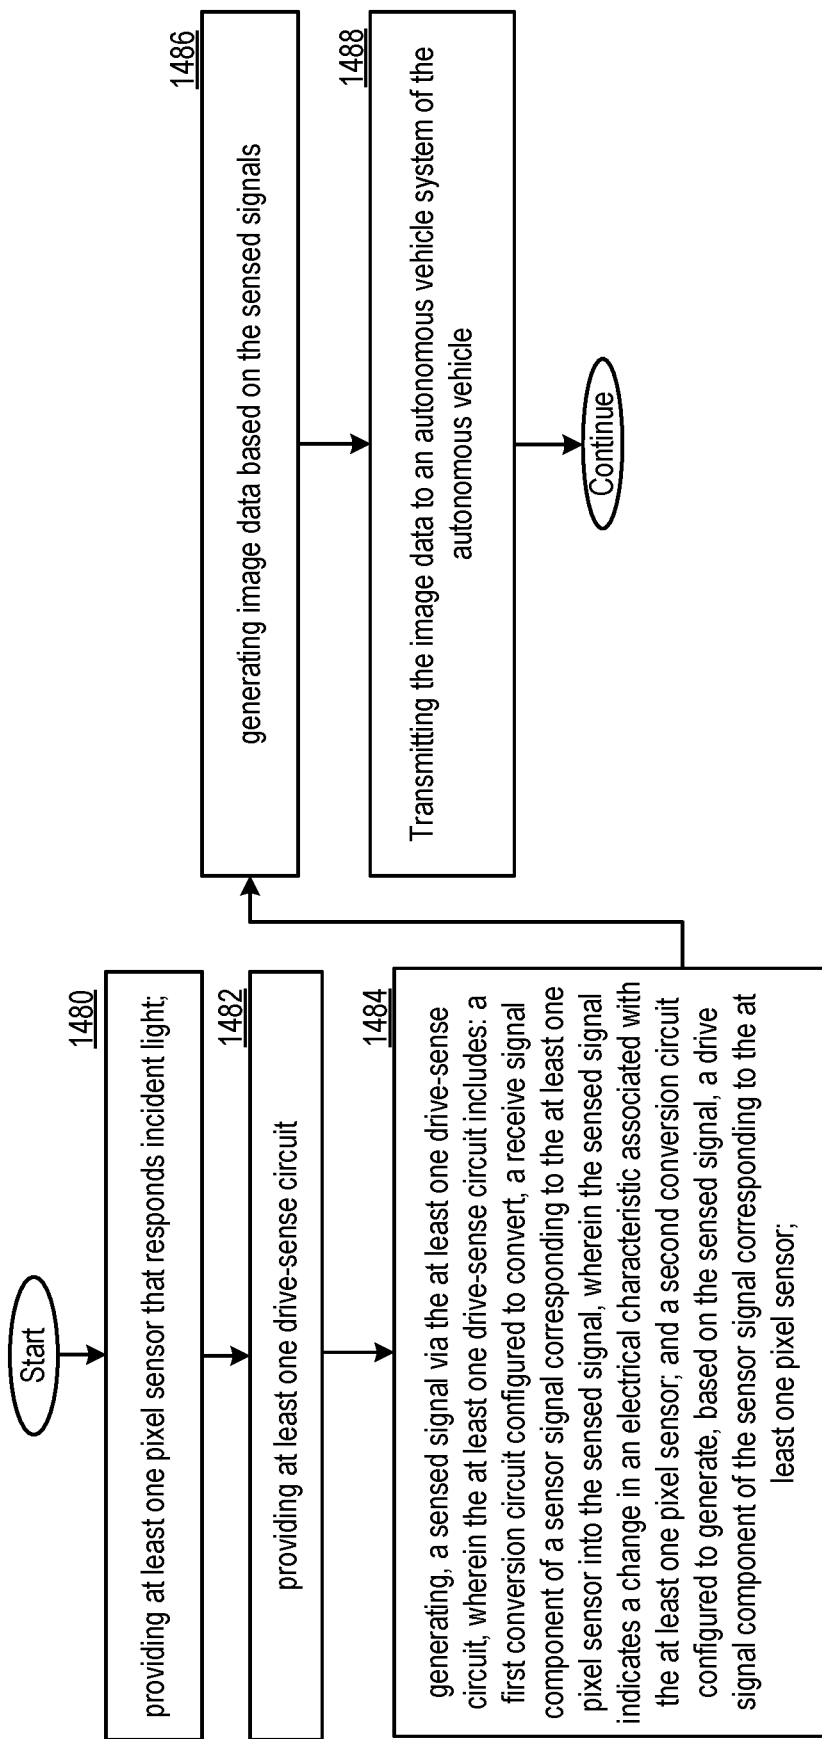 Start
1480
providing at least one pixel sensor that responds incident light;
1482
providing at least one drive-sense circuit
1484
generating, a sensed signal via the at least one drive-sense
circuit, wherein the at least one drive-sense circuit includes: a
first conversion circuit configured to convert, a receive signal
component of a sensor signal corresponding to the at least one
pixel sensor into the sensed signal, wherein the sensed signal
indicates a change in an electrical characteristic associated with
the at least one pixel sensor; and a second conversion circuit
configured to generate, based on the sensed signal, a drive
signal component of the sensor signal corresponding to the at
least one pixel sensor;
1486
generating image data based on the sensed signals
1488
Transmitting the image data to an autonomous vehicle system of the
autonomous vehicle
Continue